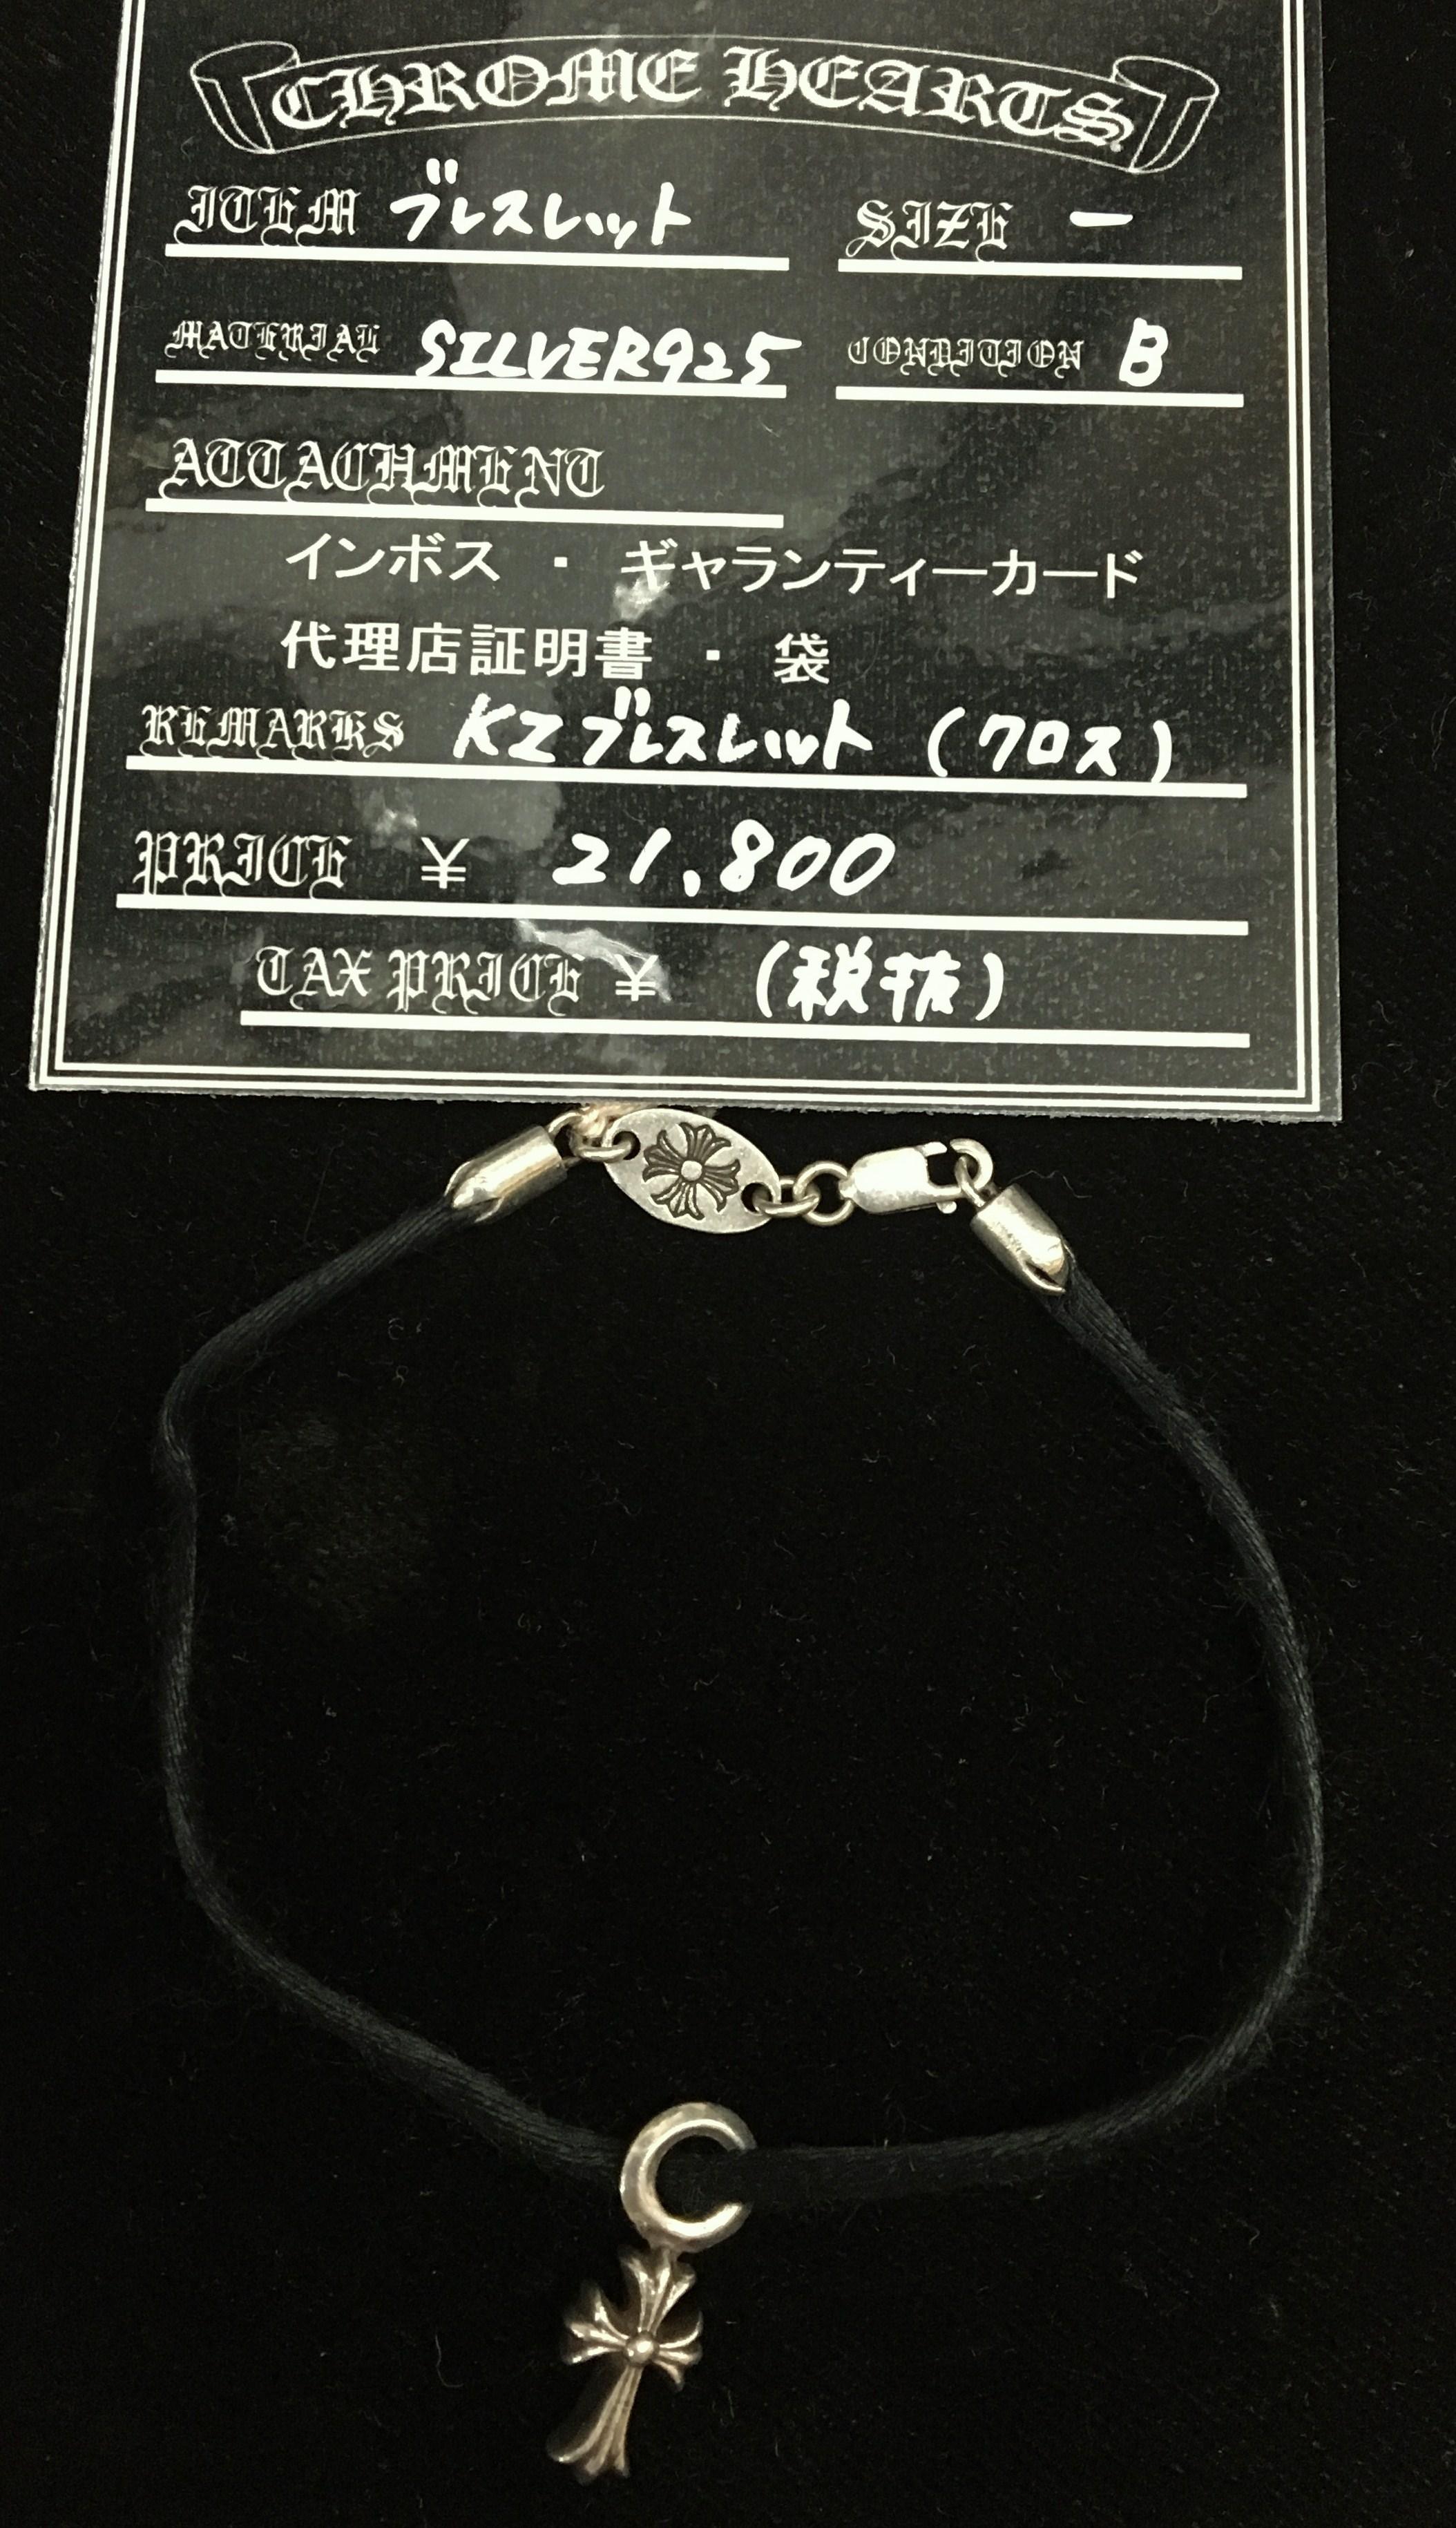 CHROME HEARTS
ITEM ブレスレット SIZE ー
MATERIAL SILVER925 CONDITION B
ATTACHMENT
インボス ・ ギャランティーカード
代理店証明書 ・ 袋
REMARKS KZブレスレット (クロス)
PRICE ¥ 21,800
TAX PRICE ¥ (税抜)